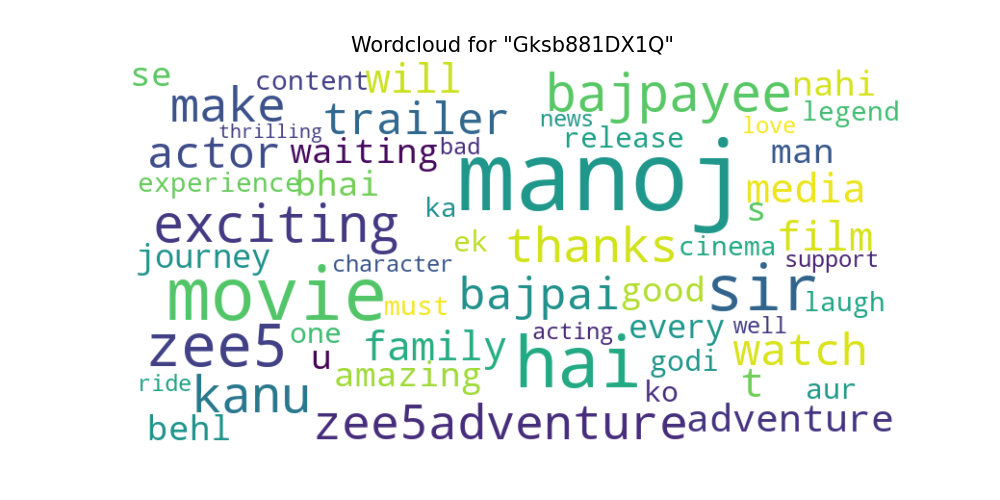 Wordcloud for "Gksb881DX1Q"
se content will bajpayee nahi
make trailer news legend
thrilling release love
actor waiting bad manoj man
experience bhai media
exciting ka s
ek thanks cinema film
journey character support
movie must bajpai good sir laugh
zee5 one acting every well
u family hai godi watch
ride kanu amazing ko t aur
behl zee5adventure adventure